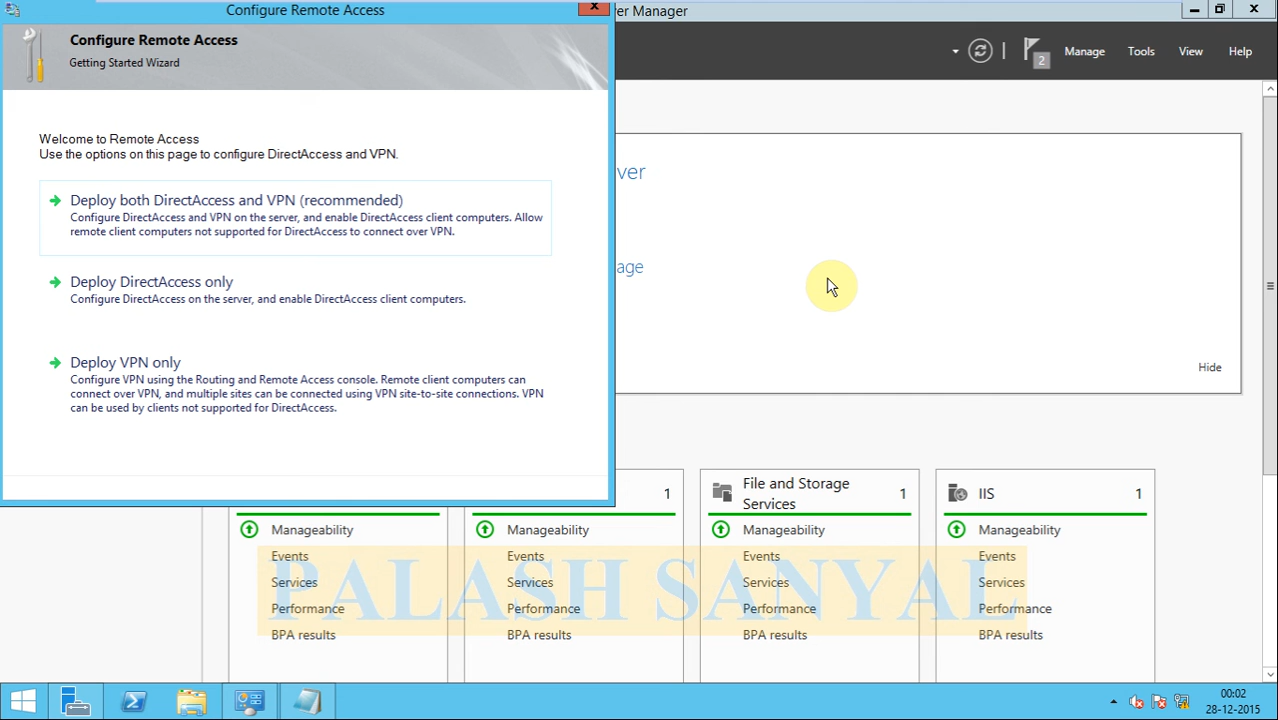 Configure Remote Access
ver Manager
Configure Remote Access
Getting Started Wizard
2
Manage
Tools
View
Help
Welcome to Remote Access
Use the options on this page to configure DirectAccess and VPN.
Deploy both DirectAccess and VPN (recommended)
Configure DirectAccess and VPN on the server, and enable DirectAccess client computers. Allow
remote client computers not supported for DirectAccess to connect over VPN.
Deploy DirectAccess only
Configure DirectAccess on the server, and enable DirectAccess client computers.
Deploy VPN only
Configure VPN using the Routing and Remote Access console. Remote client computers can
connect over VPN, and multiple sites can be connected using VPN site-to-site connections. VPN
can be used by clients not supported for DirectAccess.
ver
age
Hide
1
File and Storage
Services
1
IIS
1
Manageability
Events
Services
Performance
BPA results
Manageability
Events
Services
Performance
BPA results
Manageability
Events
Services
Performance
BPA results
Manageability
Events
Services
Performance
BPA results
PALASH SANYAL
00:02
28-12-2015